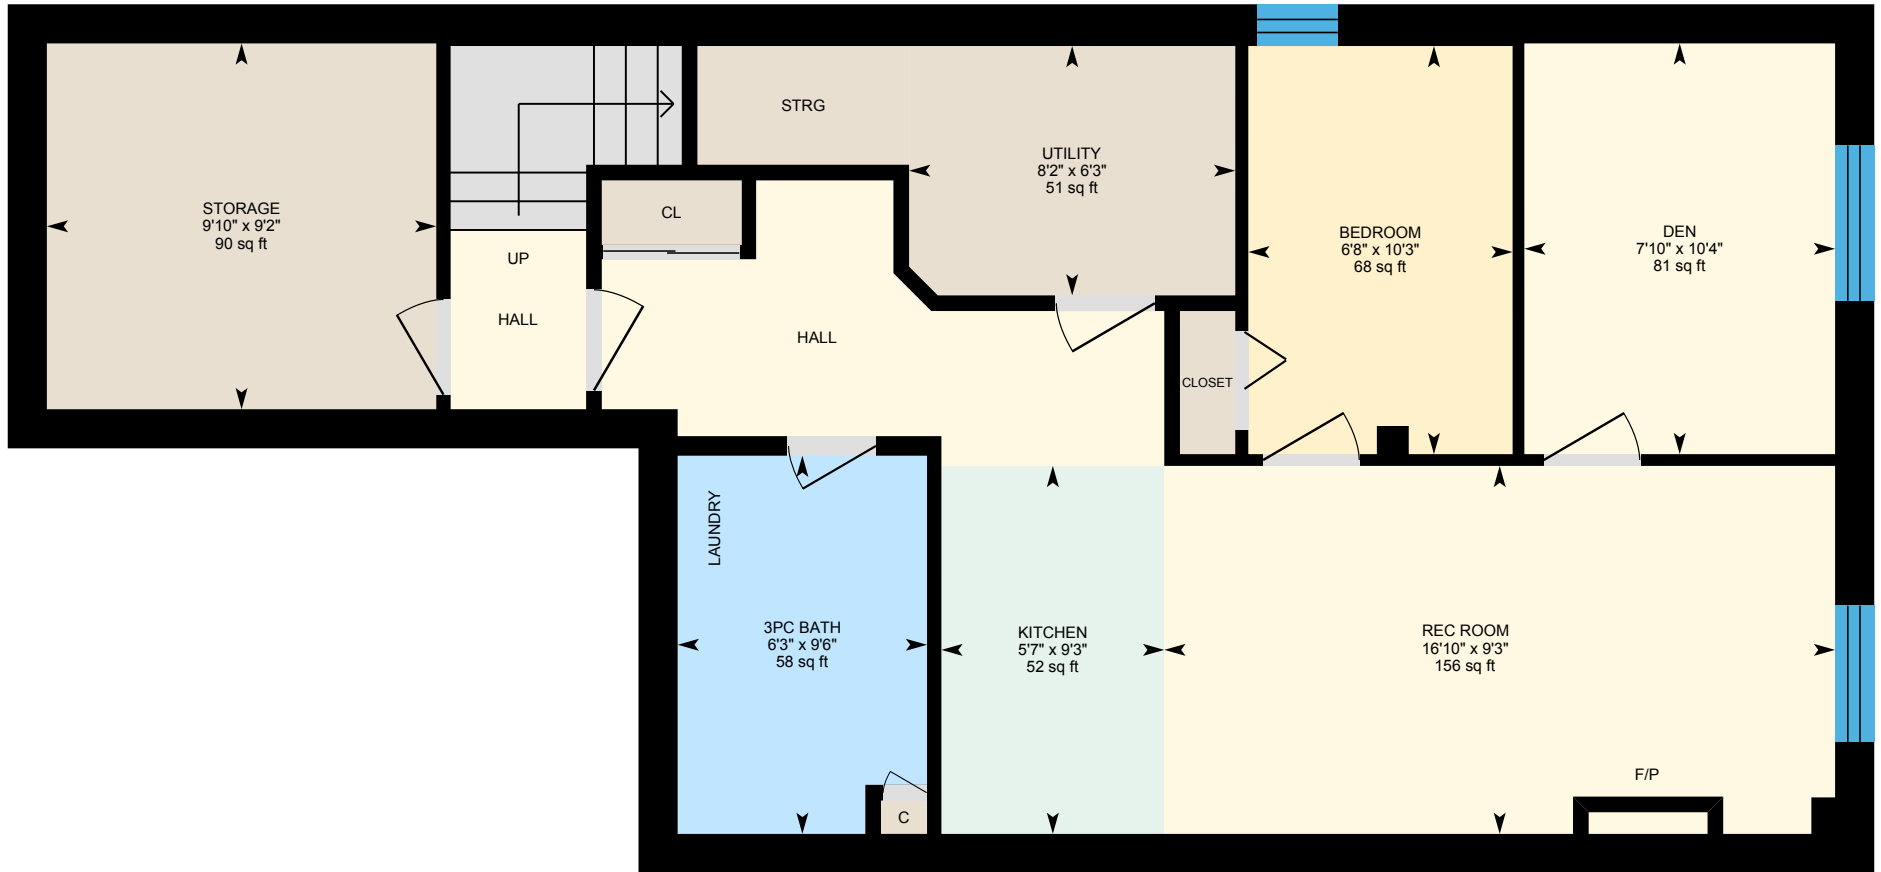 STRG
UTILITY
8'2" x 6'3"
51 sq ft
STORAGE
9'10" x 9'2"
90 sq ft
CL
UP
HALL
HALL
BEDROOM
6'8" x 10'3"
68 sq ft
DEN
7'10" x 10'4"
81 sq ft
CLOSET
LAUNDRY
3PC BATH
6'3" x 9'6"
58 sq ft
KITCHEN
5'7" x 9'3"
52 sq ft
REC ROOM
16'10" x 9'3"
156 sq ft
F/P
C